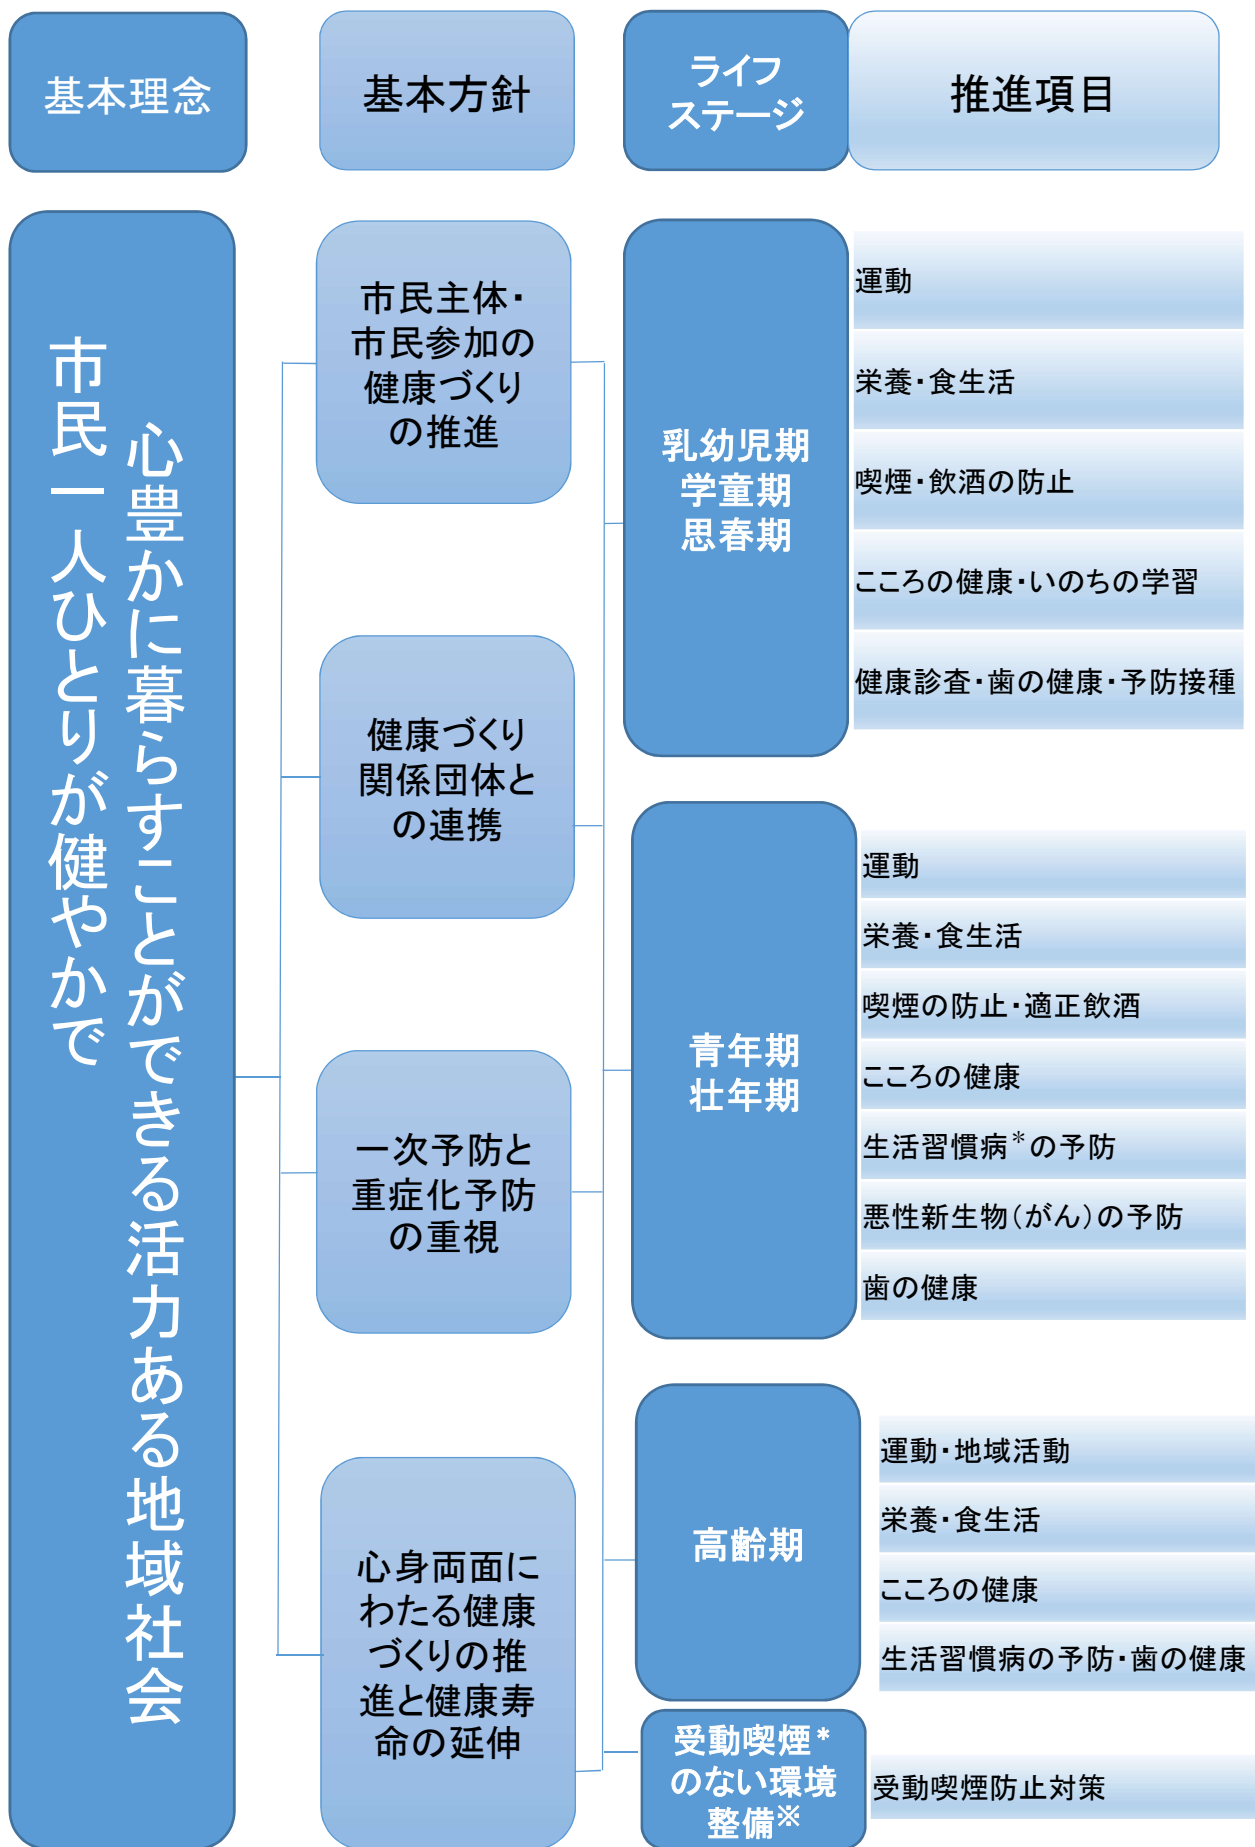 基本理念
基本方針
ライフ
ステージ
推進項目
市民一人ひとりが健やかで
心豊かに暮らすことができる活力ある地域社会
市民主体・
市民参加の
健康づくり
の推進
健康づくり
関係団体と
の連携
一次予防と
重症化予防
の重視
心身両面に
わたる健康
づくりの推
進と健康寿
命の延伸
乳幼児期
学童期
思春期
運動
栄養・食生活
喫煙・飲酒の防止
こころの健康・いのちの学習
健康診査・歯の健康・予防接種
青年期
壮年期
運動
栄養・食生活
喫煙の防止・適正飲酒
こころの健康
生活習慣病＊の予防
悪性新生物（がん）の予防
歯の健康
高齢期
運動・地域活動
栄養・食生活
こころの健康
生活習慣病の予防・歯の健康
受動喫煙＊
のない環境
整備※
受動喫煙防止対策